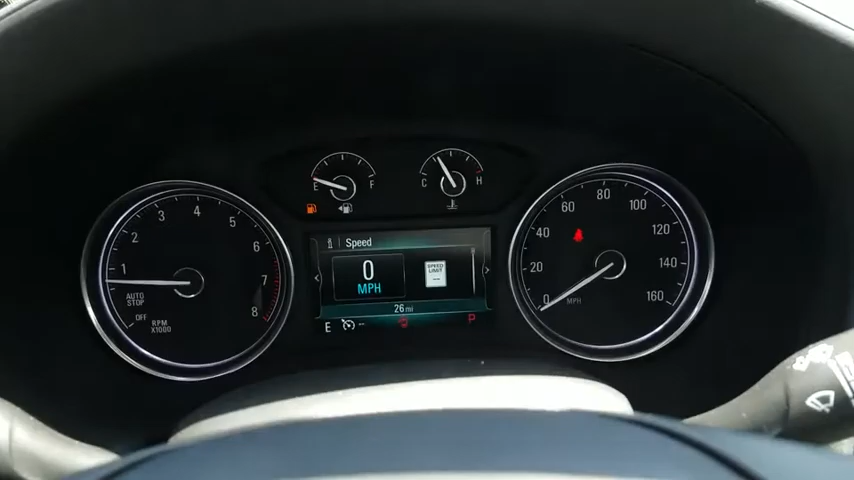 E F
C H
1
2
3
4
5
6
7
8
AUTO
STOP
OFF
RPM
X1000
Speed
0
MPH
SPEED
LIMIT
--
26 mi
E --
P
0
20
40
60
80
100
120
140
160
MPH